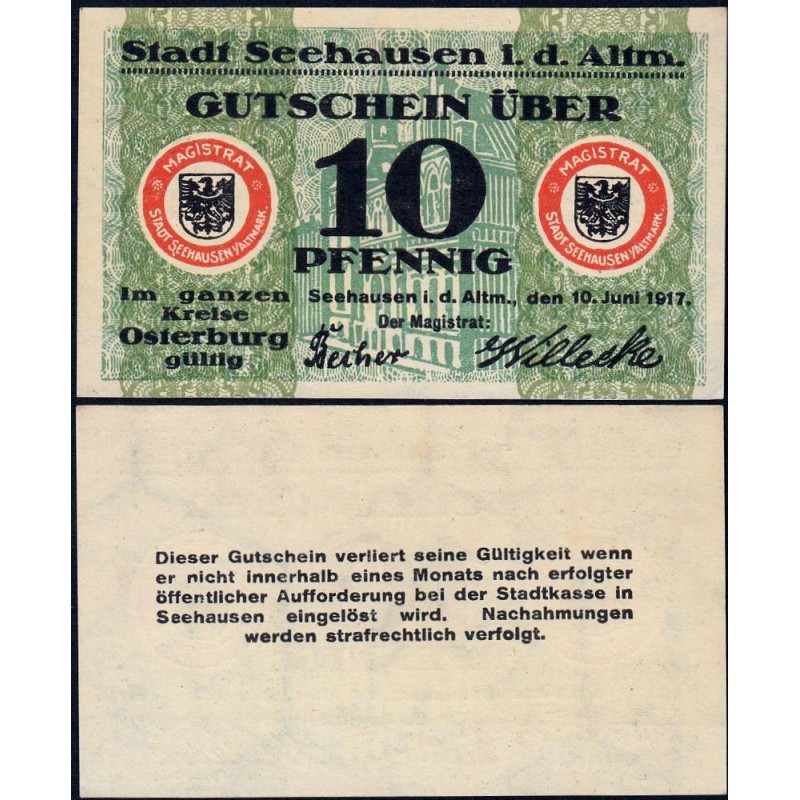 Stadt Seehausen i. d. Altm.
GUTSCHEIN ÜBER
10
PFENNIG
MAGISTRAT
STADT SEEHAUSEN I/ALTMARK.
MAGISTRAT
STADT SEEHAUSEN I/ALTMARK.
Im ganzen
Kreise
Osterburg
gültig
Seehausen i. d. Altm., den 10. Juni 1917.
Der Magistrat:
Becher Willecke
Dieser Gutschein verliert seine Gültigkeit wenn
er nicht innerhalb eines Monats nach erfolgter
öffentlicher Aufforderung bei der Stadtkasse in
Seehausen eingelöst wird. Nachahmungen
werden strafrechtlich verfolgt.